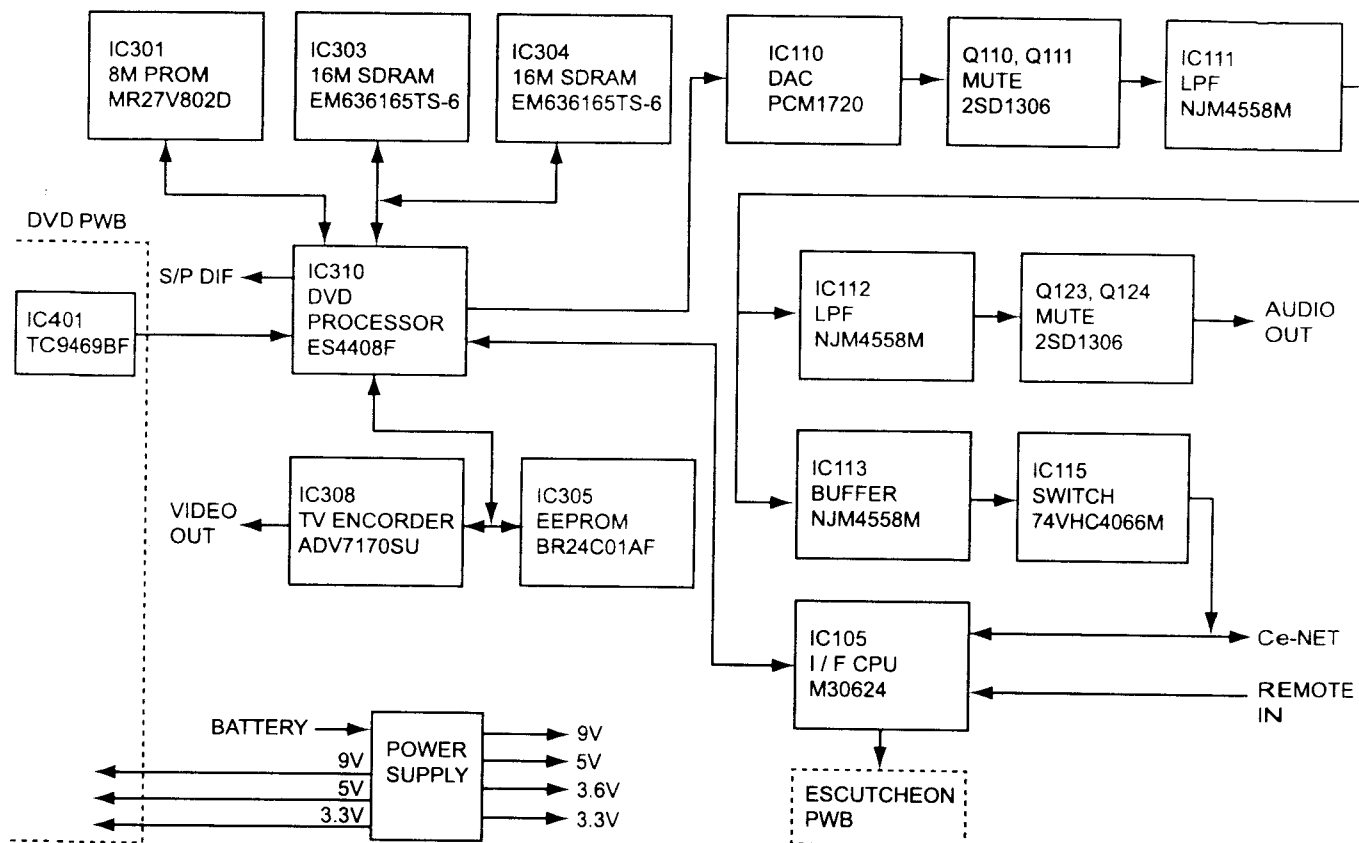 IC301
8M PROM
MR27V802D
IC303
16M SDRAM
EM636165TS-6
IC304
16M SDRAM
EM636165TS-6
IC110
DAC
PCM1720
Q110, Q111
MUTE
2SD1306
IC111
LPF
NJM4558M
DVD PWB
IC401
TC9469BF
S/P DIF
IC310
DVD
PROCESSOR
ES4408F
IC112
LPF
NJM4558M
Q123, Q124
MUTE
2SD1306
AUDIO
OUT
VIDEO
OUT
IC308
TV ENCORDER
ADV7170SU
IC305
EEPROM
BR24C01AF
IC113
BUFFER
NJM4558M
IC115
SWITCH
74VHC4066M
IC105
I / F CPU
M30624
Ce-NET
REMOTE
IN
BATTERY
POWER
SUPPLY
9V
5V
3.3V
9V
5V
3.6V
3.3V
ESCUTCHEON
PWB